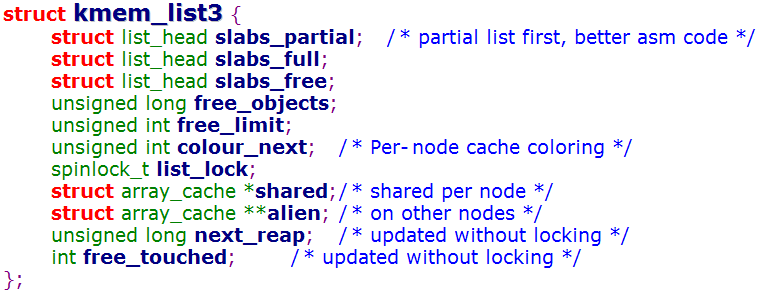 struct kmem_list3 {
struct list_head slabs_partial; /* partial list first, better asm code */
struct list_head slabs_full;
struct list_head slabs_free;
unsigned long free_objects;
unsigned int free_limit;
unsigned int colour_next; /* Per-node cache coloring */
spinlock_t list_lock;
struct array_cache *shared;/* shared per node */
struct array_cache **alien; /* on other nodes */
unsigned long next_reap; /* updated without locking */
int free_touched; /* updated without locking */
};